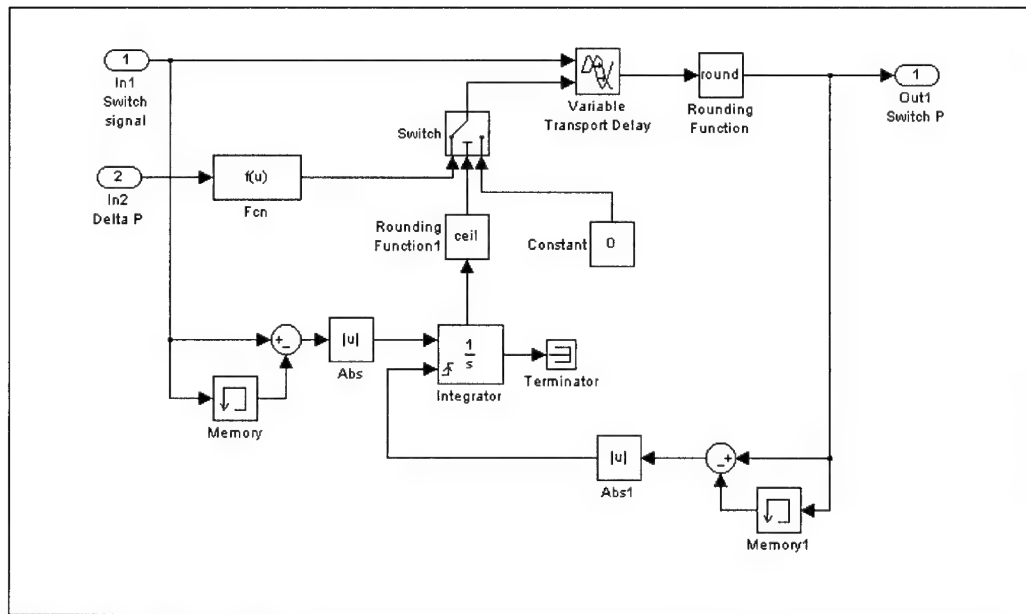 1
In1
Switch
signal
2
In2
Delta P
f(u)
Fcn
Switch
Variable
Transport Delay
round
Rounding
Function
1
Out1
Switch P
Rounding
Function1
ceil
Constant
0
+
-
|u|
Abs
1
s
Integrator
Terminator
Memory
|u|
Abs1
-
+
Memory1